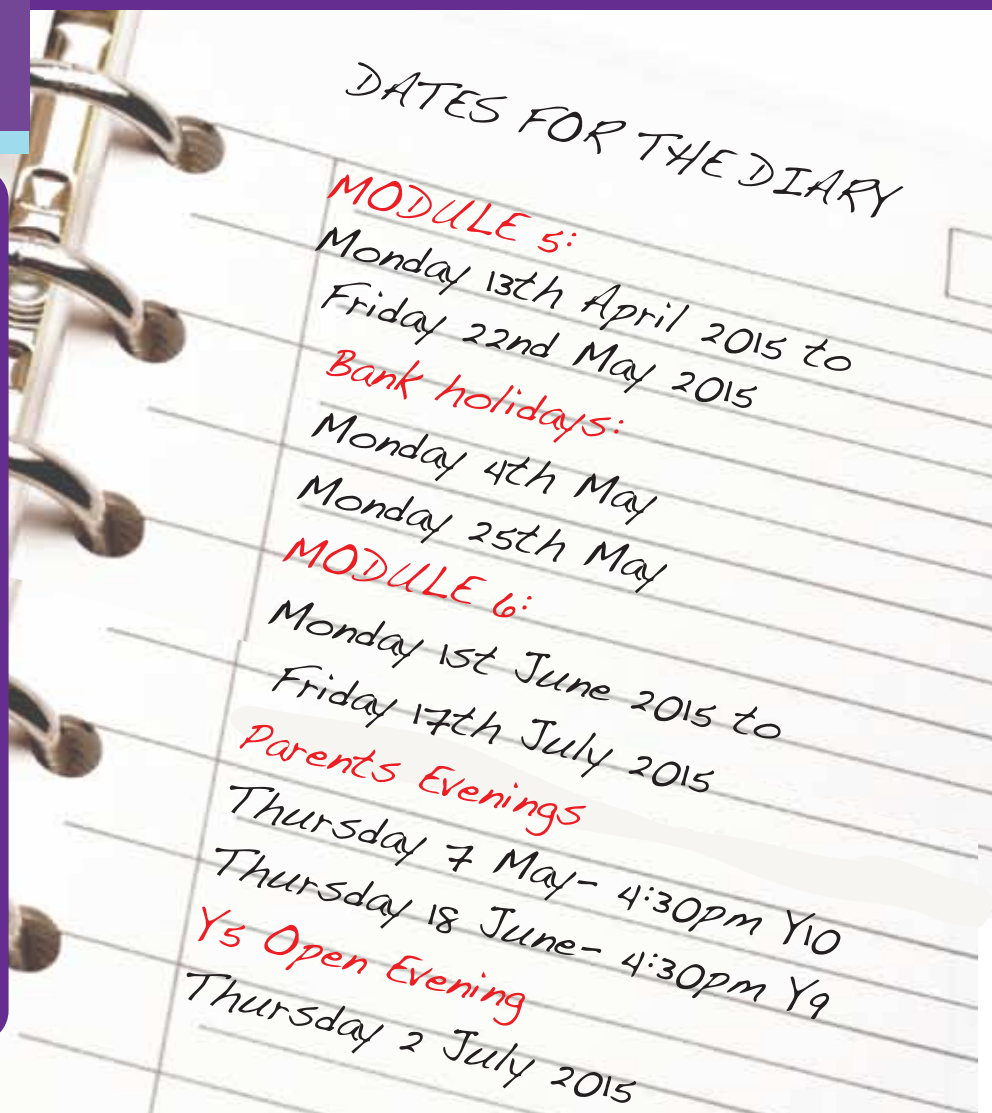 DATES FOR THE DIARY
MODULE 5:
Monday 13th April 2015 to
Friday 22nd May 2015
Bank holidays:
Monday 4th May
Monday 25th May
MODULE 6:
Monday 1st June 2015 to
Friday 17th July 2015
Parents Evenings
Thursday 7 May- 4:30pm Y10
Thursday 18 June- 4:30pm Y9
Y5 Open Evening
Thursday 2 July 2015